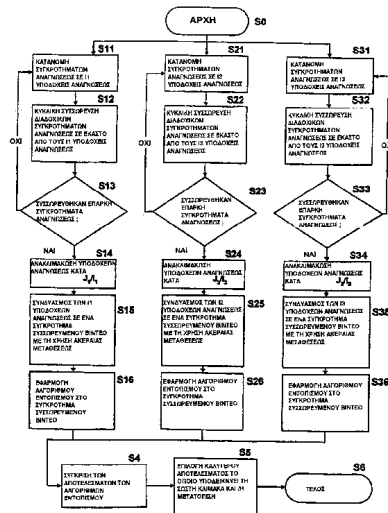 ΑΡΧΗ
S0
S11
ΚΑΤΑΝΟΜΗ
ΣΥΓΚΡΟΤΗΜΑΤΩΝ
ΑΝΑΓΝΩΣΕΩΣ ΣΕ I1
ΥΠΟΔΟΧΕΙΣ ΑΝΑΓΝΩΣΕΩΣ
S12
ΚΥΚΛΙΚΗ ΣΥΣΣΩΡΕΥΣΗ
ΔΙΑΔΟΧΙΚΩΝ
ΣΥΓΚΡΟΤΗΜΑΤΩΝ
ΑΝΑΓΝΩΣΕΩΣ ΣΕ ΕΚΑΣΤΟ
ΑΠΟ ΤΟΥΣ I1 ΥΠΟΔΟΧΕΙΣ
ΑΝΑΓΝΩΣΕΩΣ
ΟΧΙ
S13
ΣΥΣΣΩΡΕΥΘΗΚΑΝ
ΕΠΑΡΚΗ
ΣΥΓΚΡΟΤΗΜΑΤΑ
ΑΝΑΓΝΩΣΕΩΣ ;
ΝΑΙ
S14
ΑΝΑΚΛΙΜΑΚΩΣΗ ΥΠΟΔΟΧΕΩΝ
ΑΝΑΓΝΩΣΕΩΣ ΚΑΤΑ
S15
ΣΥΝΔΥΑΣΜΟΣ ΤΩΝ I1
ΥΠΟΔΟΧΕΩΝ
ΑΝΑΓΝΩΣΕΩΣ ΣΕ ΕΝΑ
ΣΥΓΚΡΟΤΗΜΑ
ΣΥΣΣΩΡΕΥΜΕΝΟΥ ΒΙΝΤΕΟ
ΜΕ ΤΗ ΧΡΗΣΗ ΑΚΕΡΑΙΑΣ
ΜΕΤΑΘΕΣΕΩΣ
S16
ΕΦΑΡΜΟΓΗ
ΑΛΓΟΡΙΘΜΟΥ
ΕΝΤΟΠΙΣΜΟΥ ΣΤΟ
ΣΥΓΚΡΟΤΗΜΑ
ΣΥΣΣΩΡΕΥΜΕΝΟΥ
ΒΙΝΤΕΟ
S21
ΚΑΤΑΝΟΜΗ
ΣΥΓΚΡΟΤΗΜΑΤΩΝ
ΑΝΑΓΝΩΣΕΩΣ ΣΕ I2
ΥΠΟΔΟΧΕΙΣ ΑΝΑΓΝΩΣΕΩΣ
S22
ΚΥΚΛΙΚΗ ΣΥΣΣΩΡΕΥΣΗ
ΔΙΑΔΟΧΙΚΩΝ
ΣΥΓΚΡΟΤΗΜΑΤΩΝ
ΑΝΑΓΝΩΣΕΩΣ ΣΕ ΕΚΑΣΤΟ
ΑΠΟ ΤΟΥΣ I2 ΥΠΟΔΟΧΕΙΣ
ΑΝΑΓΝΩΣΕΩΣ
ΟΧΙ
S23
ΣΥΣΣΩΡΕΥΘΗΚΑΝ
ΕΠΑΡΚΗ
ΣΥΓΚΡΟΤΗΜΑΤΑ
ΑΝΑΓΝΩΣΕΩΣ ;
ΝΑΙ
S24
ΑΝΑΚΛΙΜΑΚΩΣΗ
ΥΠΟΔΟΧΕΩΝ ΑΝΑΓΝΩΣΕΩΣ
ΚΑΤΑ
S25
ΣΥΝΔΥΑΣΜΟΣ ΤΩΝ I2
ΥΠΟΔΟΧΕΩΝ
ΑΝΑΓΝΩΣΕΩΣ ΣΕ ΕΝΑ
ΣΥΓΚΡΟΤΗΜΑ
ΣΥΣΣΩΡΕΥΜΕΝΟΥ ΒΙΝΤΕΟ
ΜΕ ΤΗ ΧΡΗΣΗ ΑΚΕΡΑΙΑΣ
ΜΕΤΑΘΕΣΕΩΣ
S26
ΕΦΑΡΜΟΓΗ ΑΛΓΟΡΙΘΜΟΥ
ΕΝΤΟΠΙΣΜΟΥ ΣΤΟ
ΣΥΓΚΡΟΤΗΜΑ
ΣΥΣΣΩΡΕΥΜΕΝΟΥ ΒΙΝΤΕΟ
S31
ΚΑΤΑΝΟΜΗ
ΣΥΓΚΡΟΤΗΜΑΤΩΝ
ΑΝΑΓΝΩΣΕΩΣ ΣΕ I3
ΥΠΟΔΟΧΕΙΣ ΑΝΑΓΝΩΣΕΩΣ
S32
ΚΥΚΛΙΚΗ ΣΥΣΣΩΡΕΥΣΗ
ΔΙΑΔΟΧΙΚΩΝ
ΣΥΓΚΡΟΤΗΜΑΤΩΝ
ΑΝΑΓΝΩΣΕΩΣ ΣΕ ΕΚΑΣΤΟ
ΑΠΟ ΤΟΥΣ I3 ΥΠΟΔΟΧΕΙΣ
ΑΝΑΓΝΩΣΕΩΣ
ΟΧΙ
S33
ΣΥΣΣΩΡΕΥΘΗΚΑΝ
ΕΠΑΡΚΗ
ΣΥΓΚΡΟΤΗΜΑΤΑ
ΑΝΑΓΝΩΣΕΩΣ ;
ΝΑΙ
S34
ΑΝΑΚΛΙΜΑΚΩΣΗ
ΥΠΟΔΟΧΕΩΝ ΑΝΑΓΝΩΣΕΩΣ
ΚΑΤΑ
S35
ΣΥΝΔΥΑΣΜΟΣ ΤΩΝ I3
ΥΠΟΔΟΧΕΩΝ
ΑΝΑΓΝΩΣΕΩΣ ΣΕ ΕΝΑ
ΣΥΓΚΡΟΤΗΜΑ
ΣΥΣΣΩΡΕΥΜΕΝΟΥ ΒΙΝΤΕΟ
ΜΕ ΤΗ ΧΡΗΣΗ ΑΚΕΡΑΙΑΣ
ΜΕΤΑΘΕΣΕΩΣ
S36
ΕΦΑΡΜΟΓΗ ΑΛΓΟΡΙΘΜΟΥ
ΕΝΤΟΠΙΣΜΟΥ ΣΤΟ
ΣΥΓΚΡΟΤΗΜΑ
ΣΥΣΣΩΡΕΥΜΕΝΟΥ ΒΙΝΤΕΟ
S4
ΣΥΓΚΡΙΣΗ ΤΩΝ
ΑΠΟΤΕΛΕΣΜΑΤΩΝ ΤΩΝ
ΑΛΓΟΡΙΘΜΩΝ
ΕΝΤΟΠΙΣΜΟΥ
S5
ΕΠΙΛΟΓΗ ΚΑΛΥΤΕΡΟΥ
ΑΠΟΤΕΛΕΣΜΑΤΟΣ ΤΟ
ΟΠΟΙΟ ΥΠΟΔΕΙΚΝΥΕΙ ΤΗ
ΣΩΣΤΗ ΚΛΙΜΑΚΑ ΚΑΙ /Η
ΜΕΤΑΤΟΠΙΣΗ
S6
ΤΕΛΟΣ